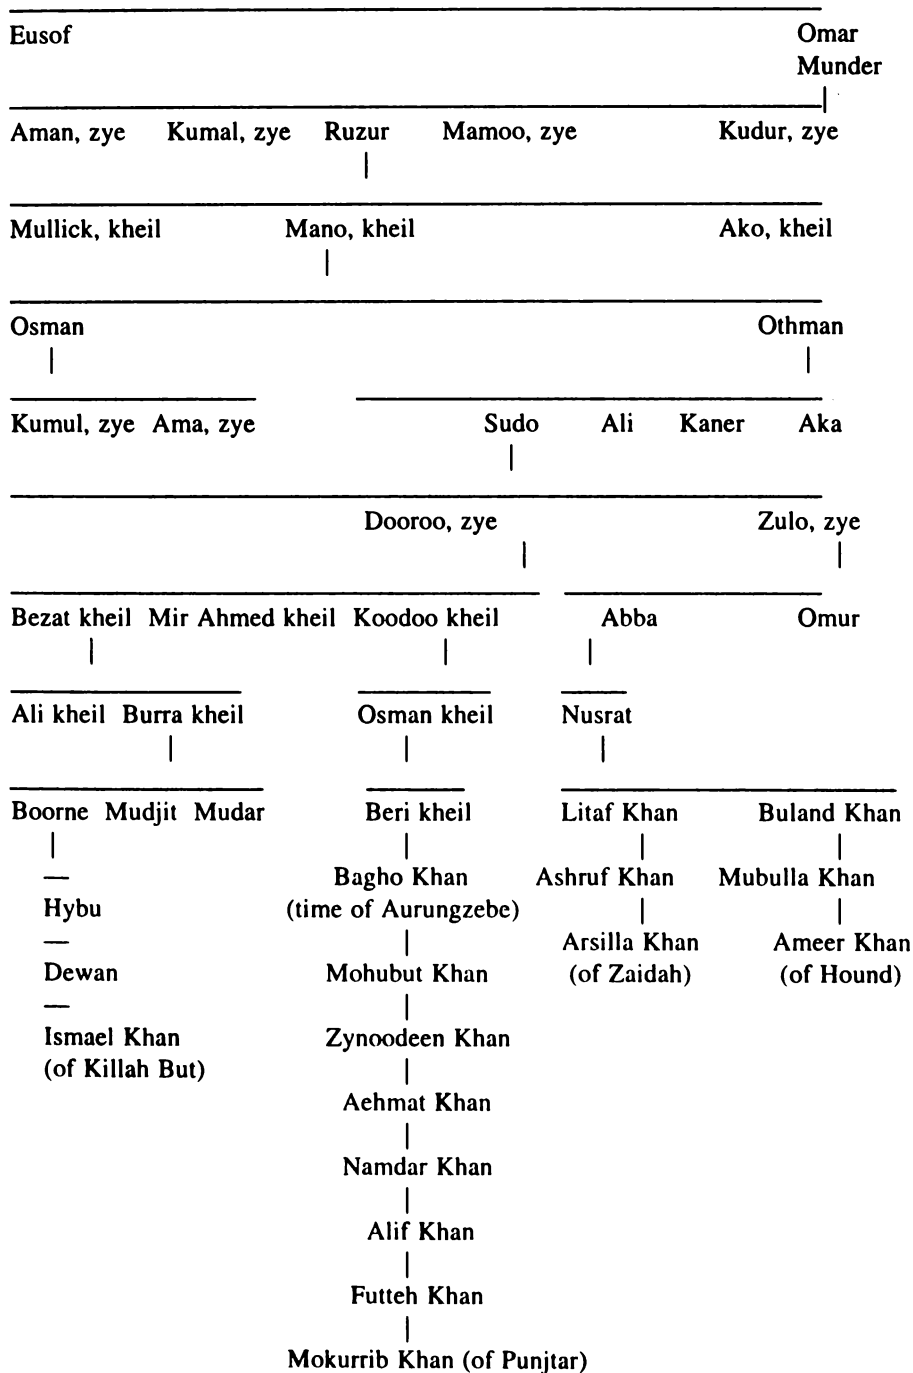 Eusof Omar
Munder
Aman, zye Kumal, zye Ruzur Mamoo, zye Kudur, zye
Mullick, kheil Mano, kheil Ako, kheil
Osman Othman
Kumul, zye Ama, zye Sudo Ali Kaner Aka
Dooroo, zye Zulo, zye
Bezat kheil Mir Ahmed kheil Koodoo kheil Abba Omur
Ali kheil Burra kheil Osman kheil Nusrat
Boorne Mudjit Mudar Beri kheil Litaf Khan Buland Khan
Bagho Khan Ashruf Khan Mubulla Khan
Hybu (time of Aurungzebe)
Arsilla Khan Ameer Khan
Dewan Mohubut Khan (of Zaidah) (of Hound)
Ismael Khan Zynoodeen Khan
(of Killah But)
Aehmat Khan
Namdar Khan
Alif Khan
Futteh Khan
Mokurrib Khan (of Punjtar)